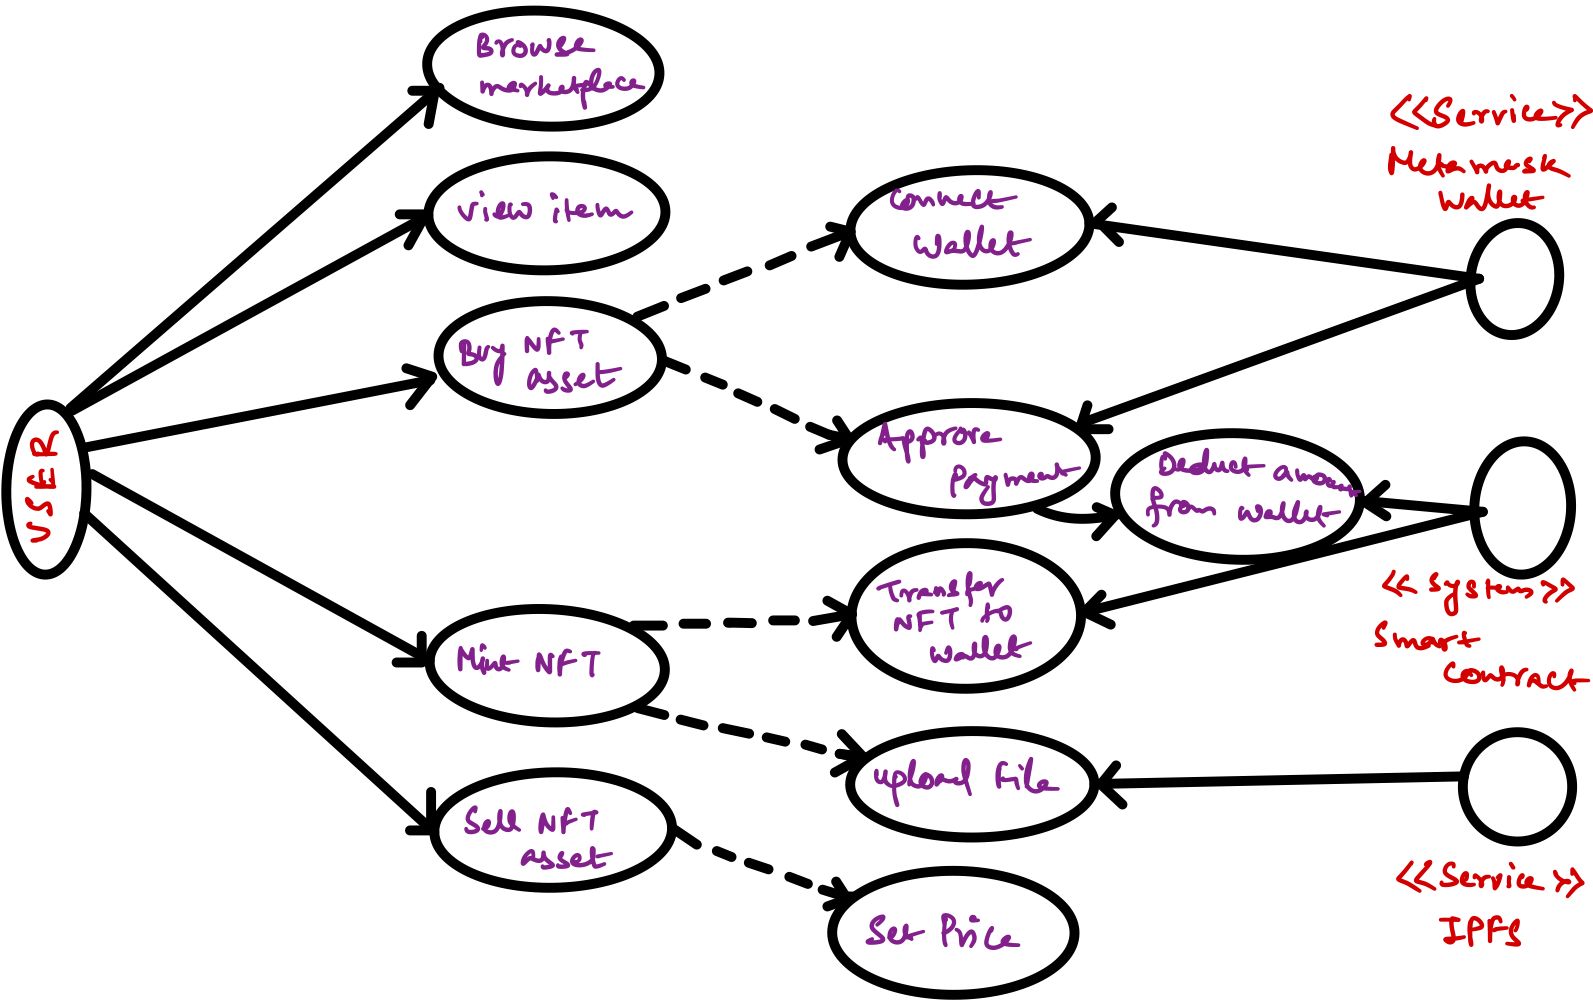 Browse
marketplace
<<Service>>
Metamask
wallet
view item
Connect
wallet
Buy NFT
asset
USER
Approve
Payment
Deduct amount
from wallet
Transfer
NFT to
wallet
<<System>>
Smart
Contract
Mint NFT
upload File
Sell NFT
asset
<<Service>>
IPFS
Set Price